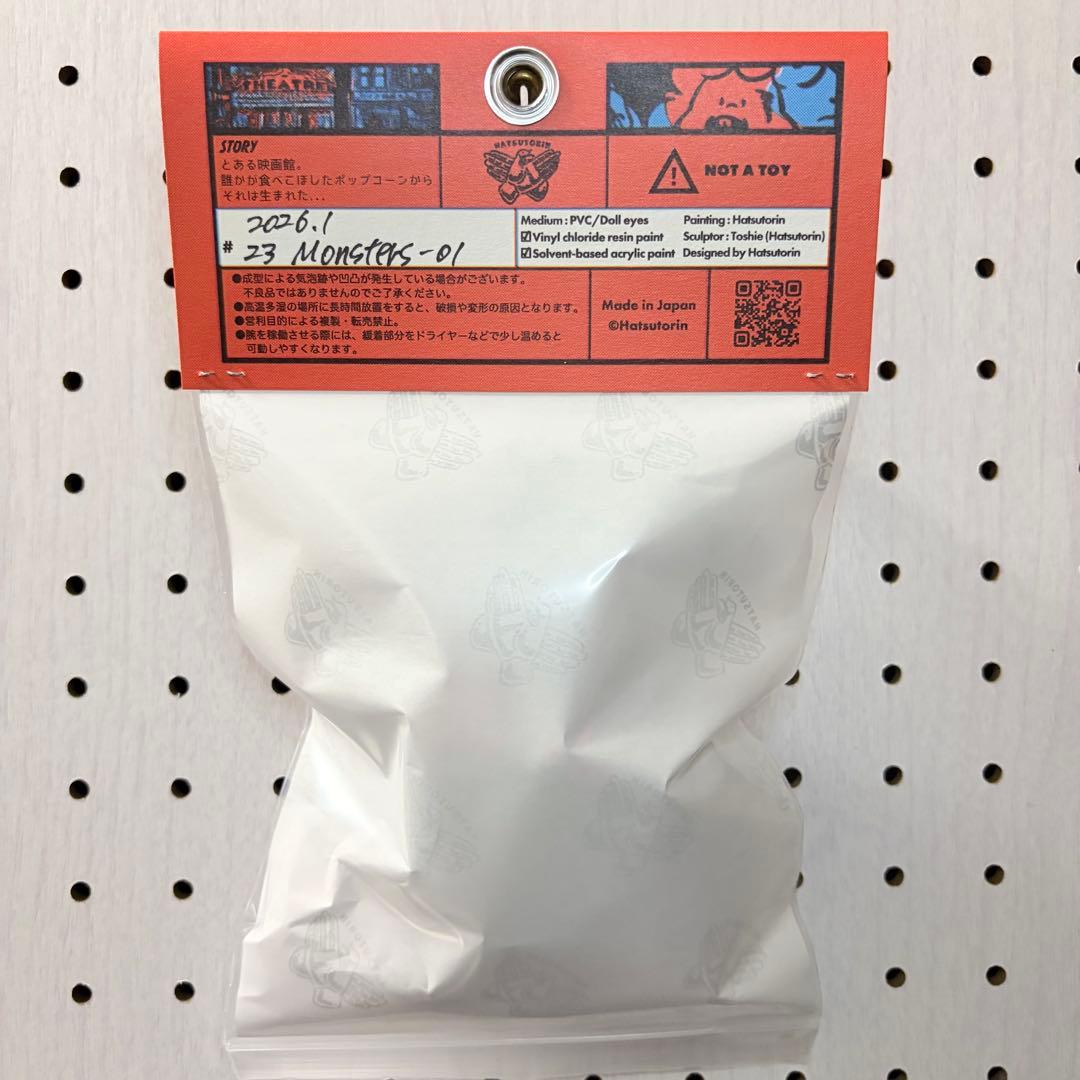 THEATRE
STORY
とある映画館。
誰かが食べこぼしたポップコーンから
それは生まれた...
HATSUTORIN
NOT A TOY
2026.1
# 23 Monsters-01
Medium : PVC/Doll eyes
☑Vinyl chloride resin paint
☑Solvent-based acrylic paint
Painting : Hatsutorin
Sculptor : Toshie (Hatsutorin)
Designed by Hatsutorin
●成型による気泡跡や凹凸が発生している場合がございます。
不良品ではありませんのでご了承ください。
●高温多湿の場所に長時間放置をすると、破損や変形の原因となります。
●営利目的による複製・転売禁止。
●腕を稼働させる際には、緩着部分をドライヤーなどで少し温めると
可動しやすくなります。
Made in Japan
©Hatsutorin
HATSUTORIN
HATSUTORIN
HATSUTORIN